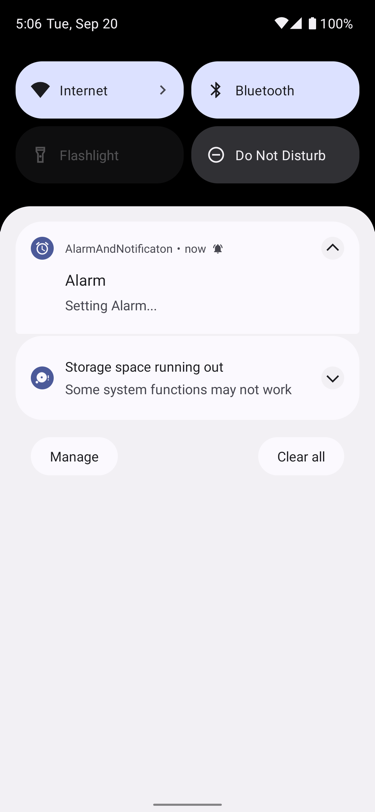 5:06 Tue, Sep 20
100%
Internet
Bluetooth
Flashlight
Do Not Disturb
AlarmAndNotificaton • now
Alarm
Setting Alarm...
Storage space running out
Some system functions may not work
Manage
Clear all